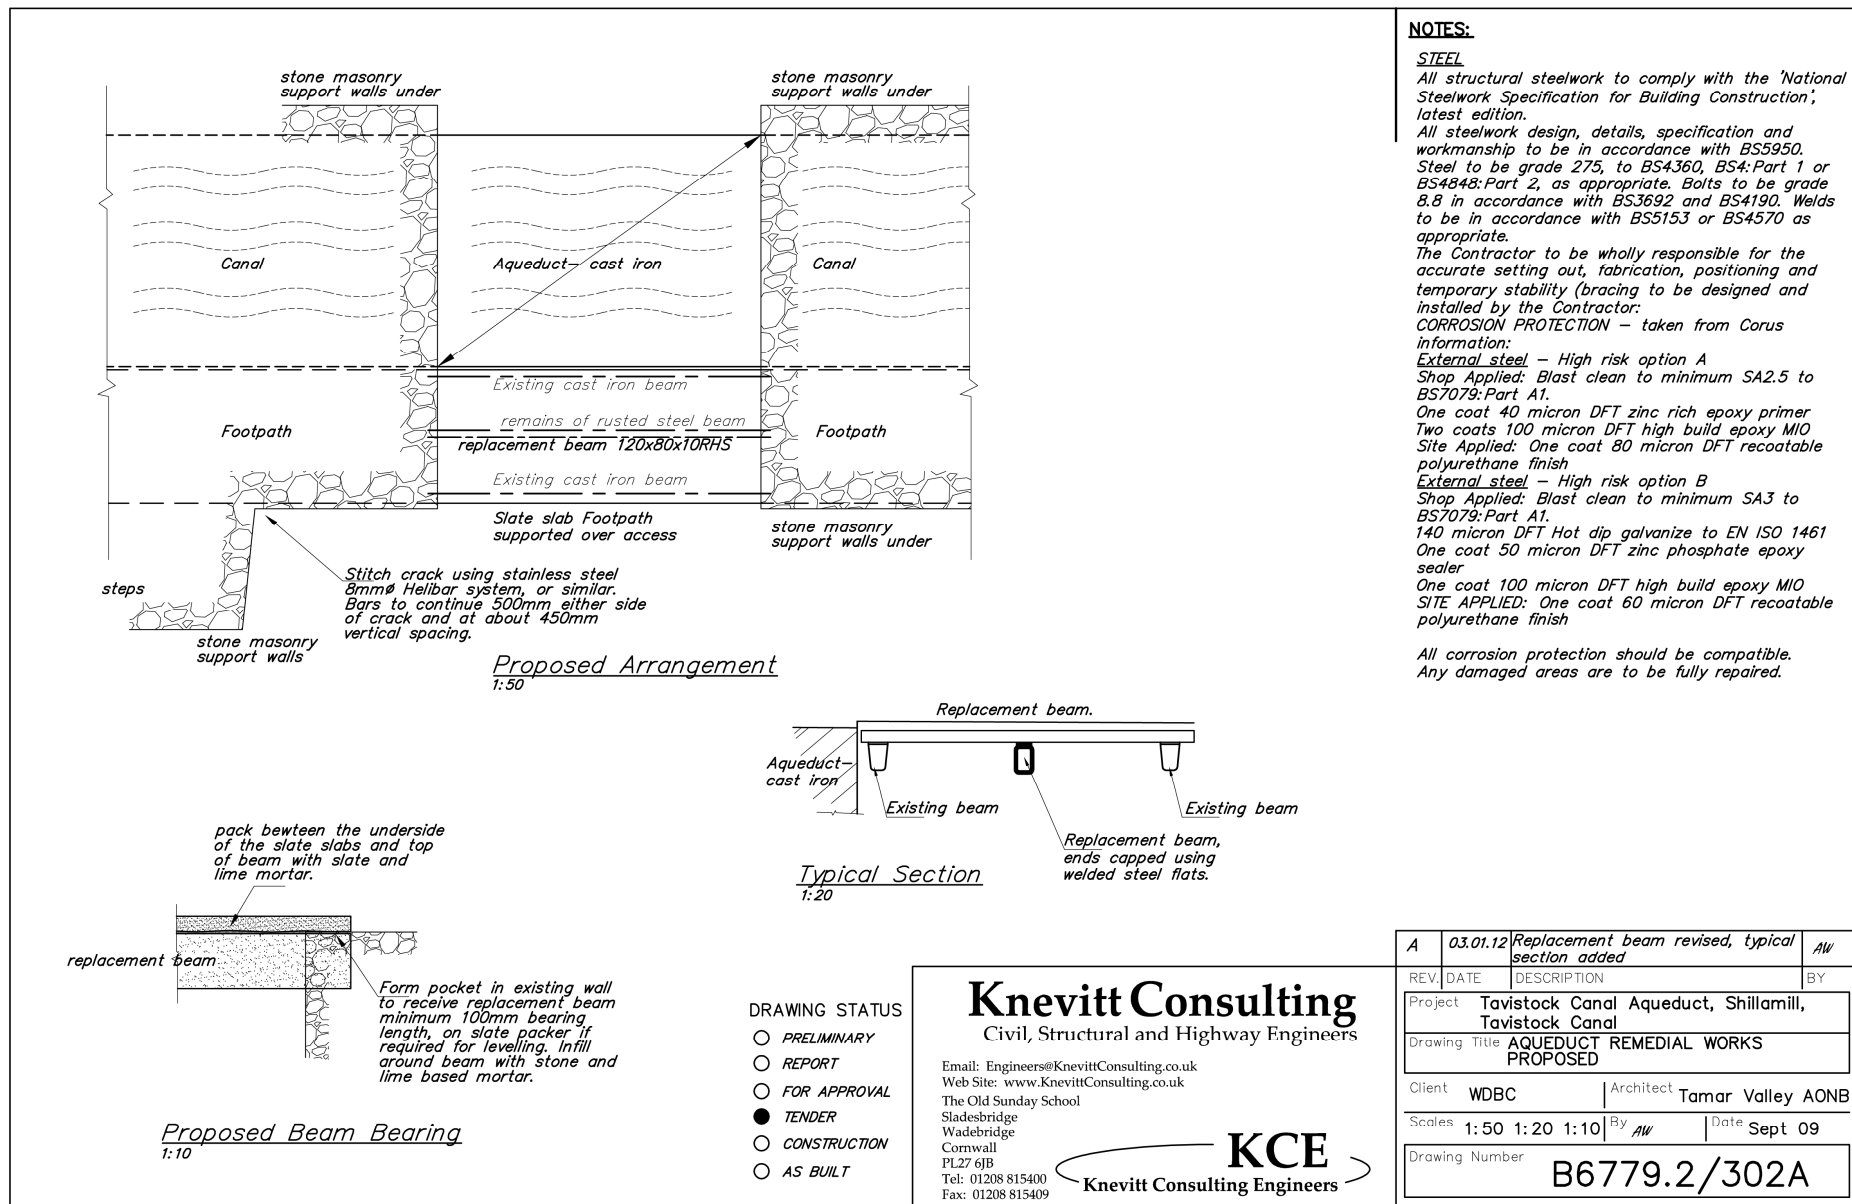 stone masonry
support walls under
stone masonry
support walls under
Canal
Aqueduct- cast iron
Canal
Existing cast iron beam
remains of rusted steel beam
Footpath
replacement beam 120x80x10RHS
Footpath
Existing cast iron beam
Slate slab Footpath
supported over access
stone masonry
support walls under
steps
Stitch crack using stainless steel
8mmø Helibar system, or similar.
Bars to continue 500mm either side
of crack and at about 450mm
vertical spacing.
stone masonry
support walls
Proposed Arrangement
1:50
Replacement beam.
Aqueduct-
cast iron
Existing beam
Existing beam
Replacement beam,
ends capped using
welded steel flats.
Typical Section
1:20
pack bewteen the underside
of the slate slabs and top
of beam with slate and
lime mortar.
replacement beam
Form pocket in existing wall
to receive replacement beam
minimum 100mm bearing
length, on slate packer if
required for levelling. Infill
around beam with stone and
lime based mortar.
Proposed Beam Bearing
1:10
NOTES:
STEEL
All structural steelwork to comply with the 'National
Steelwork Specification for Building Construction',
latest edition.
All steelwork design, details, specification and
workmanship to be in accordance with BS5950.
Steel to be grade 275, to BS4360, BS4:Part 1 or
BS4848:Part 2, as appropriate. Bolts to be grade
8.8 in accordance with BS3692 and BS4190. Welds
to be in accordance with BS5153 or BS4570 as
appropriate.
The Contractor to be wholly responsible for the
accurate setting out, fabrication, positioning and
temporary stability (bracing to be designed and
installed by the Contractor:
CORROSION PROTECTION – taken from Corus
information:
External steel – High risk option A
Shop Applied: Blast clean to minimum SA2.5 to
BS7079:Part A1.
One coat 40 micron DFT zinc rich epoxy primer
Two coats 100 micron DFT high build epoxy MIO
Site Applied: One coat 80 micron DFT recoatable
polyurethane finish
External steel – High risk option B
Shop Applied: Blast clean to minimum SA3 to
BS7079:Part A1.
140 micron DFT Hot dip galvanize to EN ISO 1461
One coat 50 micron DFT zinc phosphate epoxy
sealer
One coat 100 micron DFT high build epoxy MIO
SITE APPLIED: One coat 60 micron DFT recoatable
polyurethane finish
All corrosion protection should be compatible.
Any damaged areas are to be fully repaired.
DRAWING STATUS
PRELIMINARY
REPORT
FOR APPROVAL
TENDER
CONSTRUCTION
AS BUILT
Knevitt Consulting
Civil, Structural and Highway Engineers
Email: Engineers@KnevittConsulting.co.uk
Web Site: www.KnevittConsulting.co.uk
The Old Sunday School
Sladesbridge
Wadebridge
Cornwall
PL27 6JB
Tel: 01208 815400
Fax: 01208 815409
KCE
Knevitt Consulting Engineers
A 03.01.12 Replacement beam revised, typical
section added AW
REV. DATE DESCRIPTION BY
Project Tavistock Canal Aqueduct, Shillamill,
Tavistock Canal
Drawing Title AQUEDUCT REMEDIAL WORKS
PROPOSED
Client WDBC Architect Tamar Valley AONB
Scales 1:50 1:20 1:10 By AW Date Sept 09
Drawing Number B6779.2/302A